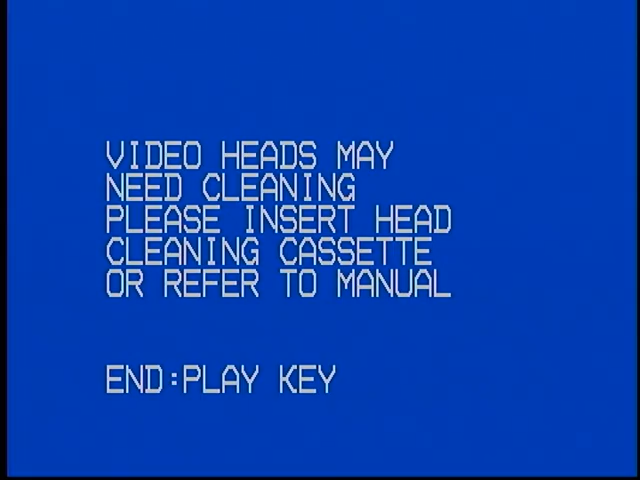 VIDEO HEADS MAY
NEED CLEANING
PLEASE INSERT HEAD
CLEANING CASSETTE
OR REFER TO MANUAL
END:PLAY KEY